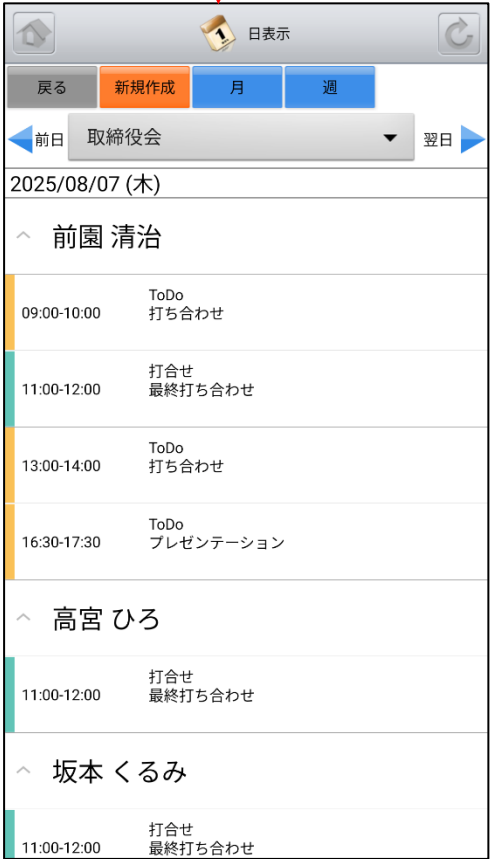 1
日表示
戻る 新規作成 月 週
前日 取締役会 翌日
2025/08/07 (木)
前園 清治
ToDo
09:00-10:00 打ち合わせ
打合せ
11:00-12:00 最終打ち合わせ
ToDo
13:00-14:00 打ち合わせ
ToDo
16:30-17:30 プレゼンテーション
高宮 ひろ
打合せ
11:00-12:00 最終打ち合わせ
坂本 くるみ
打合せ
11:00-12:00 最終打ち合わせ